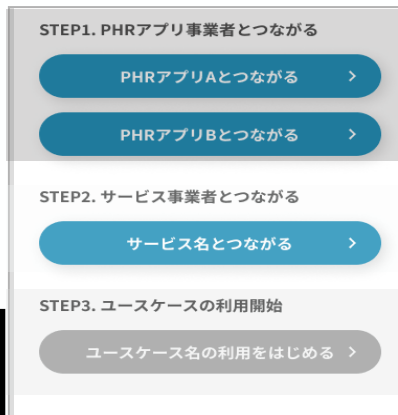 STEP1. PHRアプリ事業者とつながる
PHRアプリAとつながる
PHRアプリBとつながる
STEP2. サービス事業者とつながる
サービス名とつながる
STEP3. ユースケースの利用開始
ユースケース名の利用をはじめる